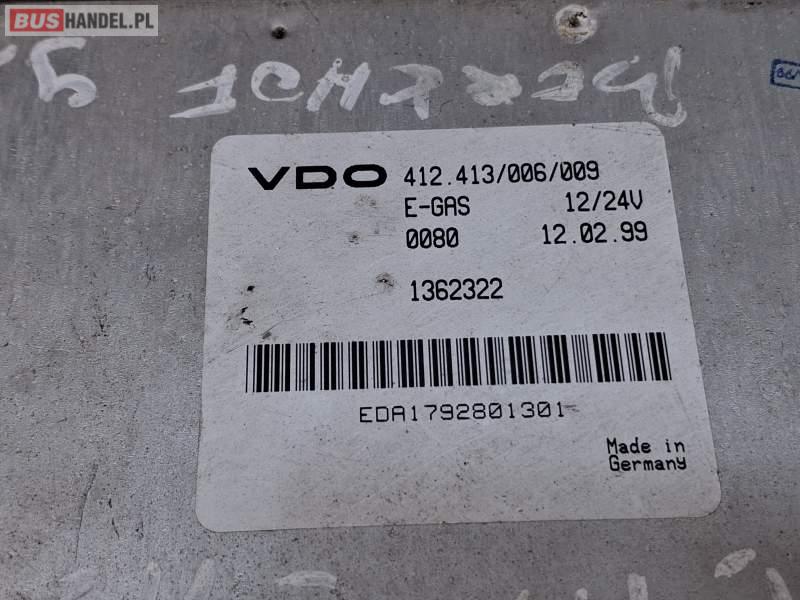 BUSHANDEL.PL
VDO 412.413/006/009
E-GAS 12/24V
0080 12.02.99
1362322
EDA1792801301
Made in
Germany